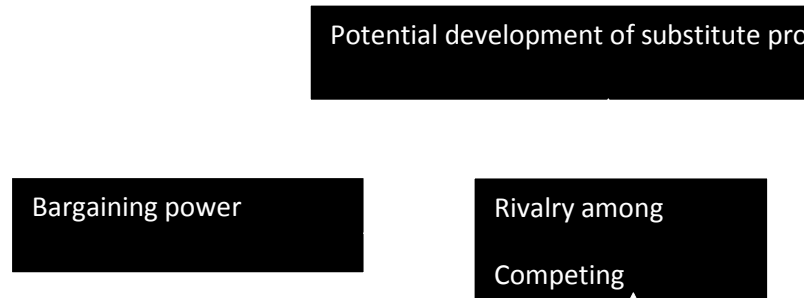 Potential development of substitute pro
Bargaining power
Rivalry among
Competing